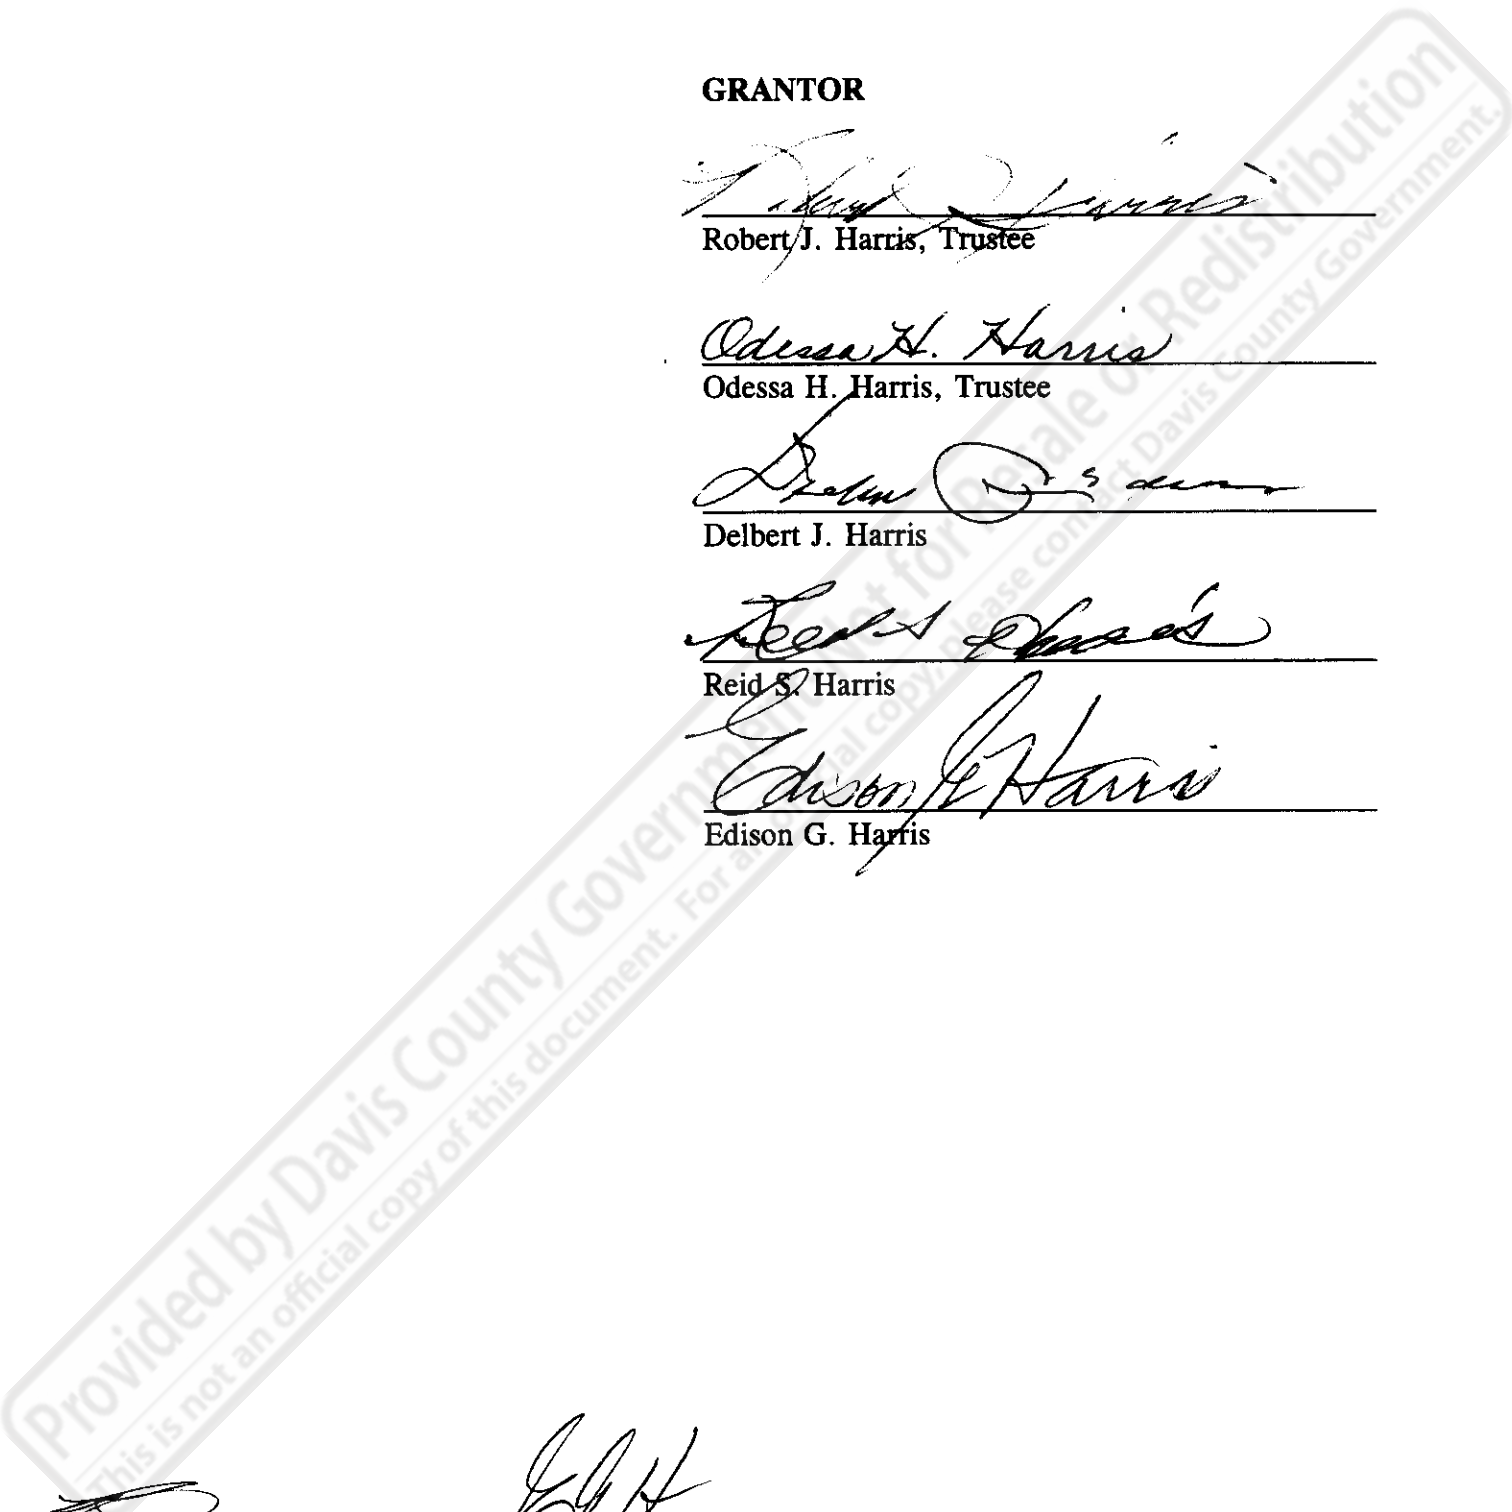 GRANTOR
Robert J. Harris, Trustee
Odessa H. Harris
Odessa H. Harris, Trustee
Delbert J. Harris
Reid S. Harris
Edison G Harris
Edison G. Harris
EGH
Provided by Davis County Government. Not for Resale or Redistribution
This is not an official copy of this document. For an official copy, please contact Davis County Government.